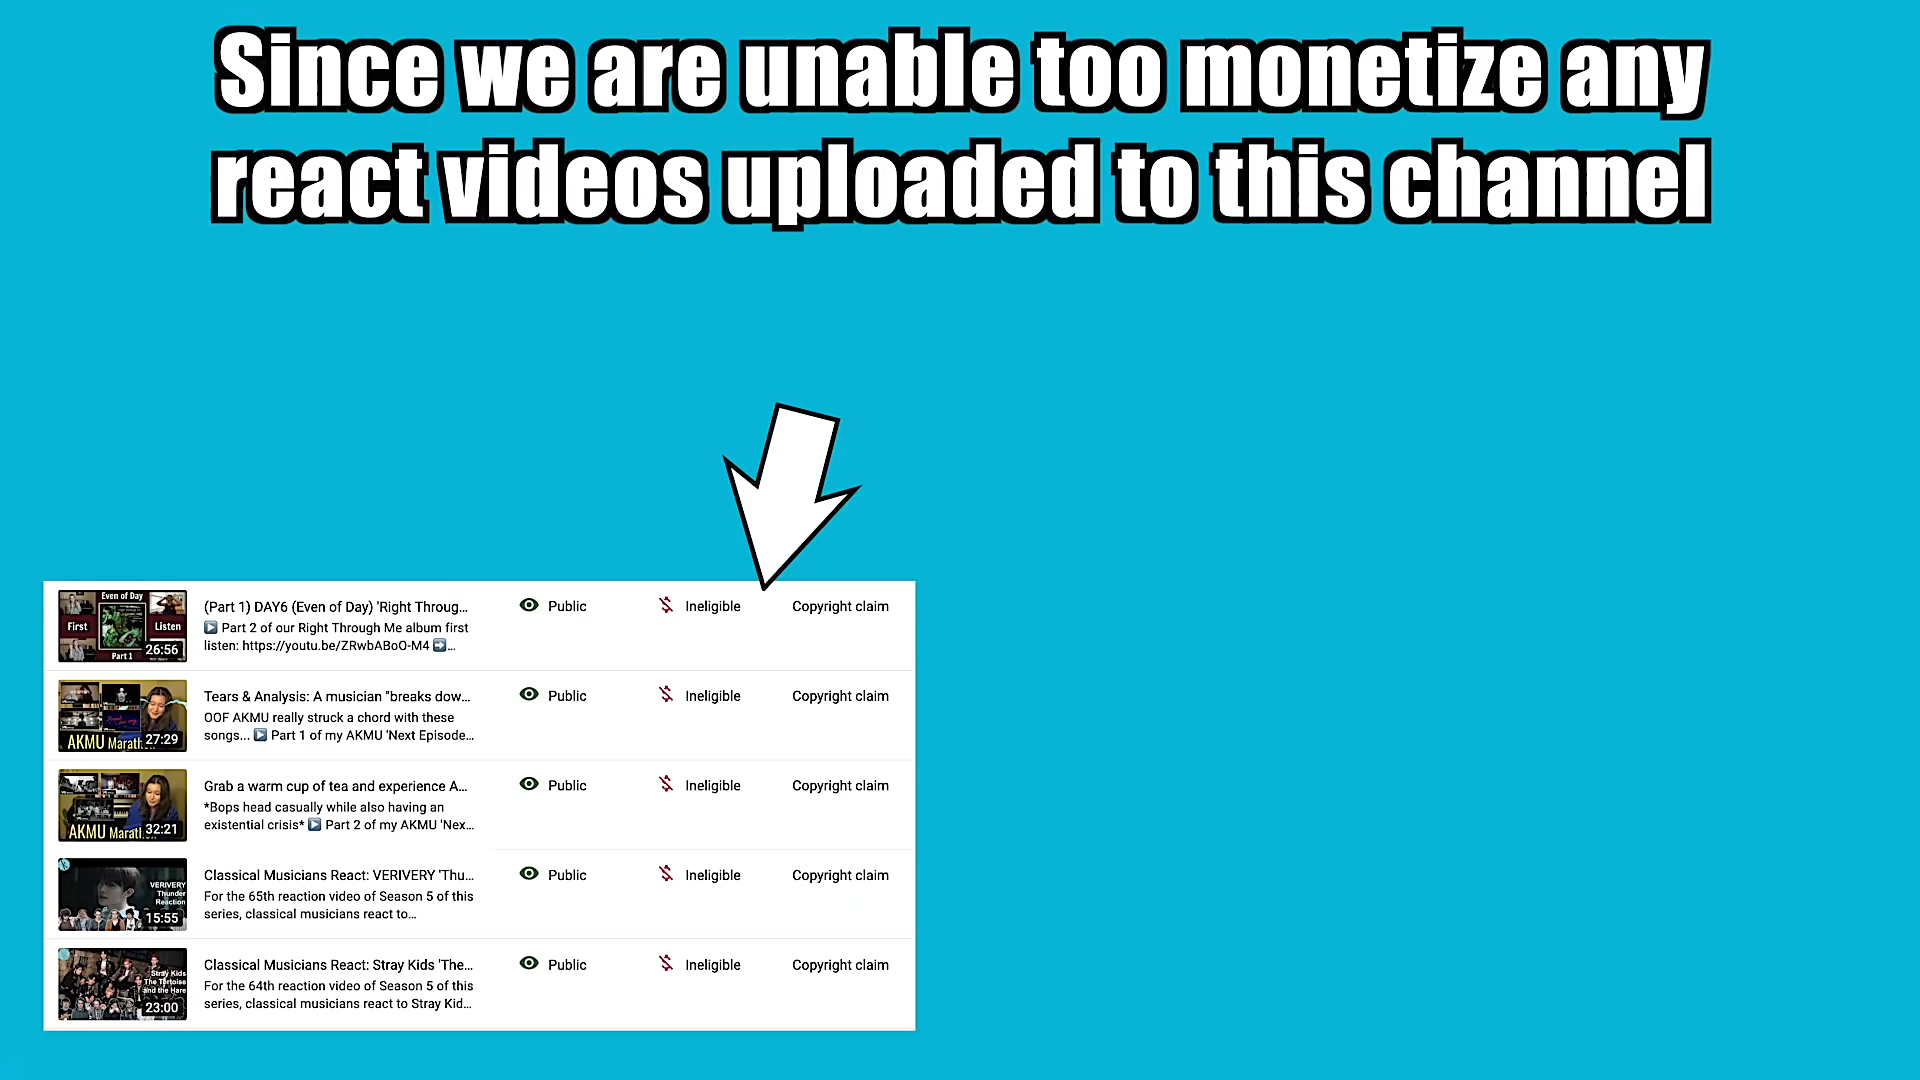 Since we are unable too monetize any
react videos uploaded to this channel
Even of Day
First
Listen
Part 1
26:56
(Part 1) DAY6 (Even of Day) 'Right Throug...
Public
Ineligible
Copyright claim
▶️ Part 2 of our Right Through Me album first
listen: https://youtu.be/ZRwbABoO-M4 ➡️...
AKMU Marath
27:29
Tears & Analysis: A musician "breaks dow...
Public
Ineligible
Copyright claim
OOF AKMU really struck a chord with these
songs... ▶️ Part 1 of my AKMU 'Next Episode...
AKMU Marat
32:21
Grab a warm cup of tea and experience A...
Public
Ineligible
Copyright claim
*Bops head casually while also having an
existential crisis* ▶️ Part 2 of my AKMU 'Nex...
VERIVERY
Thunder
Reaction
15:55
Classical Musicians React: VERIVERY 'Thu...
Public
Ineligible
Copyright claim
For the 65th reaction video of Season 5 of this
series, classical musicians react to...
Stray Kids
The Tortoise
and the Hare
23:00
Classical Musicians React: Stray Kids 'The...
Public
Ineligible
Copyright claim
For the 64th reaction video of Season 5 of this
series, classical musicians react to Stray Kid...